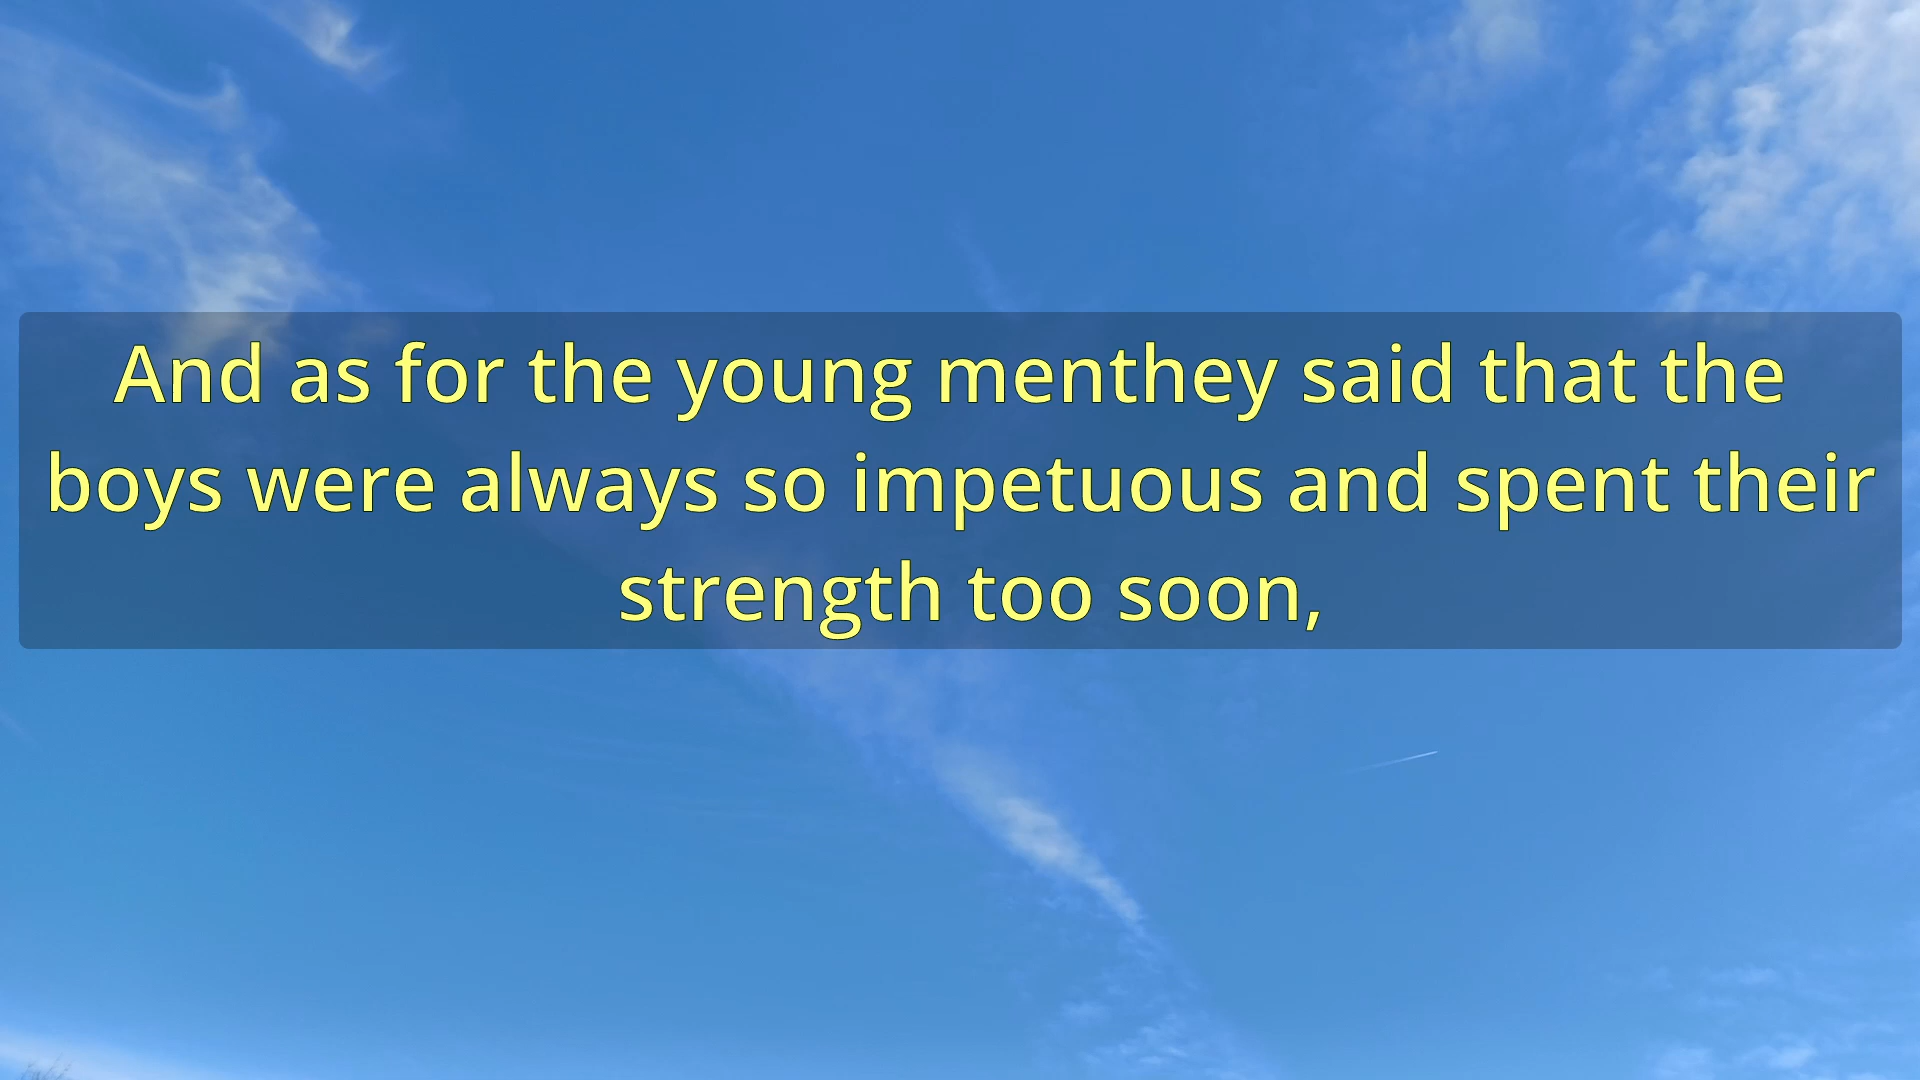 And as for the young menthey said that the
boys were always so impetuous and spent their
strength too soon,